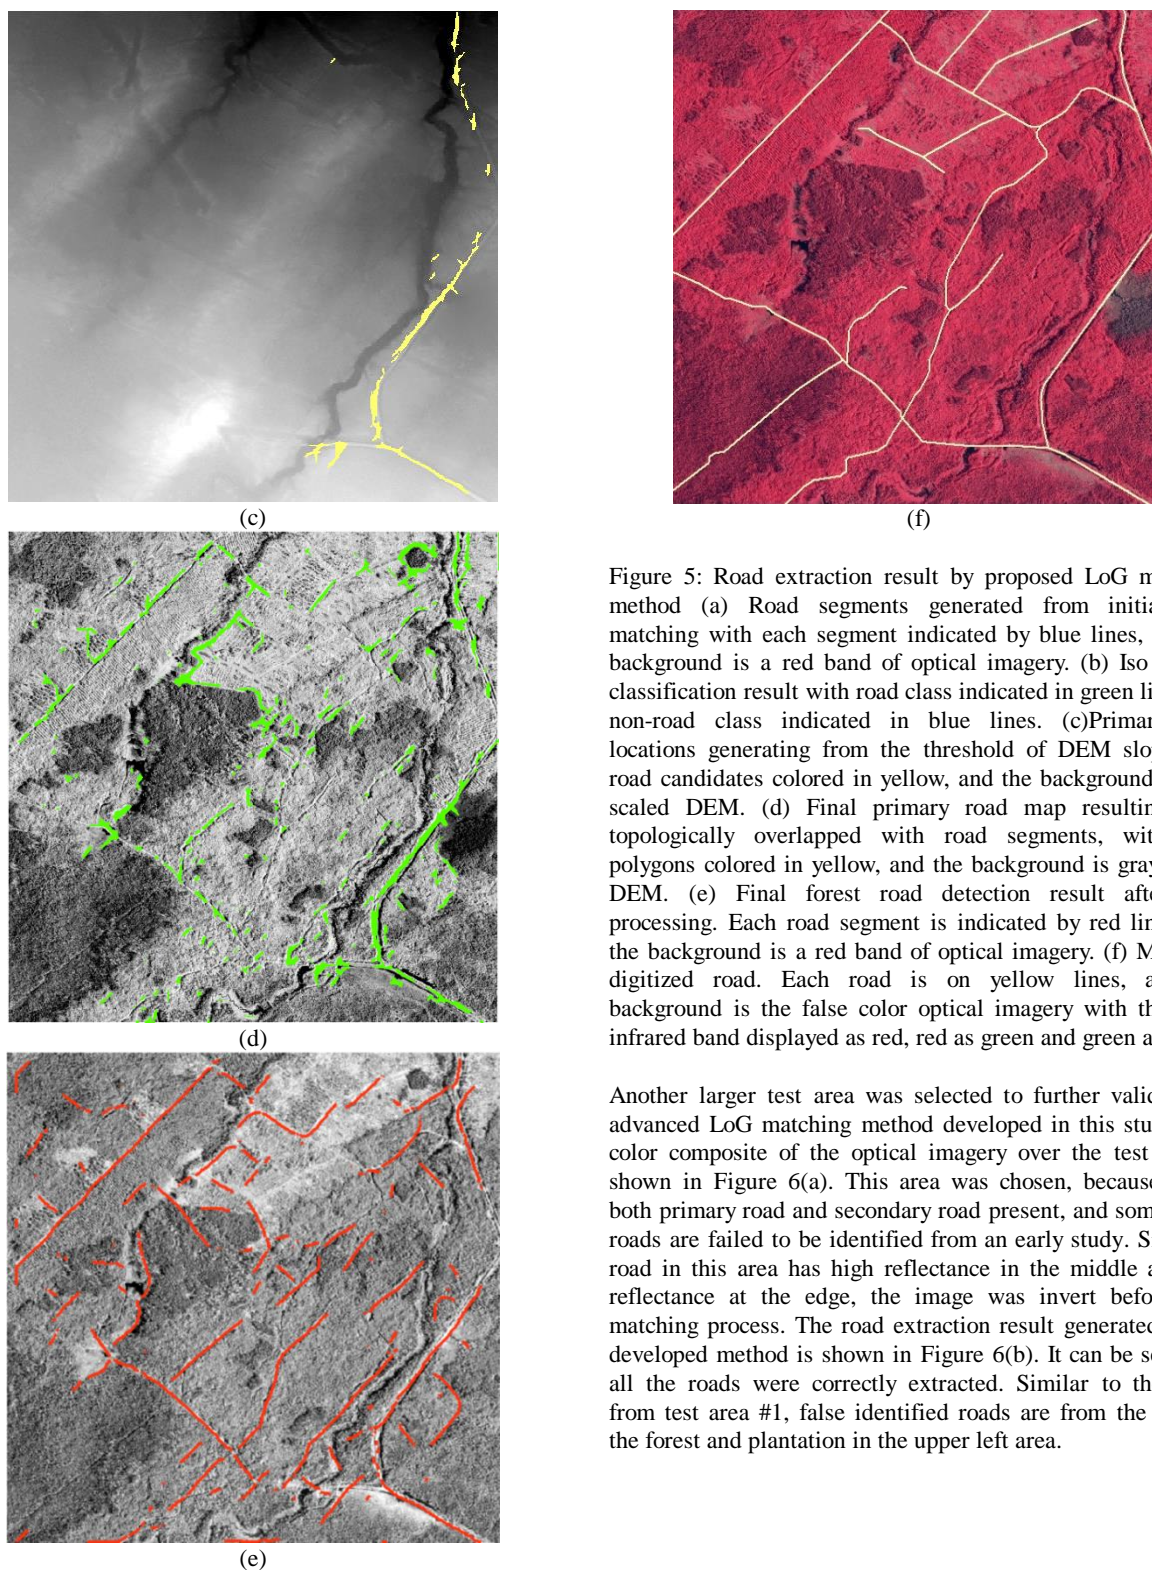 (c)
(d)
(e)
(f)
Figure 5: Road extraction result by proposed LoG m
method (a) Road segments generated from initia
matching with each segment indicated by blue lines,
background is a red band of optical imagery. (b) Iso
classification result with road class indicated in green li
non-road class indicated in blue lines. (c)Primar
locations generating from the threshold of DEM slop
road candidates colored in yellow, and the background
scaled DEM. (d) Final primary road map resultin
topologically overlapped with road segments, wit
polygons colored in yellow, and the background is gray
DEM. (e) Final forest road detection result afte
processing. Each road segment is indicated by red lin
the background is a red band of optical imagery. (f) M
digitized road. Each road is on yellow lines, a
background is the false color optical imagery with th
infrared band displayed as red, red as green and green a
Another larger test area was selected to further valid
advanced LoG matching method developed in this stu
color composite of the optical imagery over the test
shown in Figure 6(a). This area was chosen, because
both primary road and secondary road present, and som
roads are failed to be identified from an early study. S
road in this area has high reflectance in the middle a
reflectance at the edge, the image was invert befo
matching process. The road extraction result generated
developed method is shown in Figure 6(b). It can be s
all the roads were correctly extracted. Similar to th
from test area #1, false identified roads are from the
the forest and plantation in the upper left area.